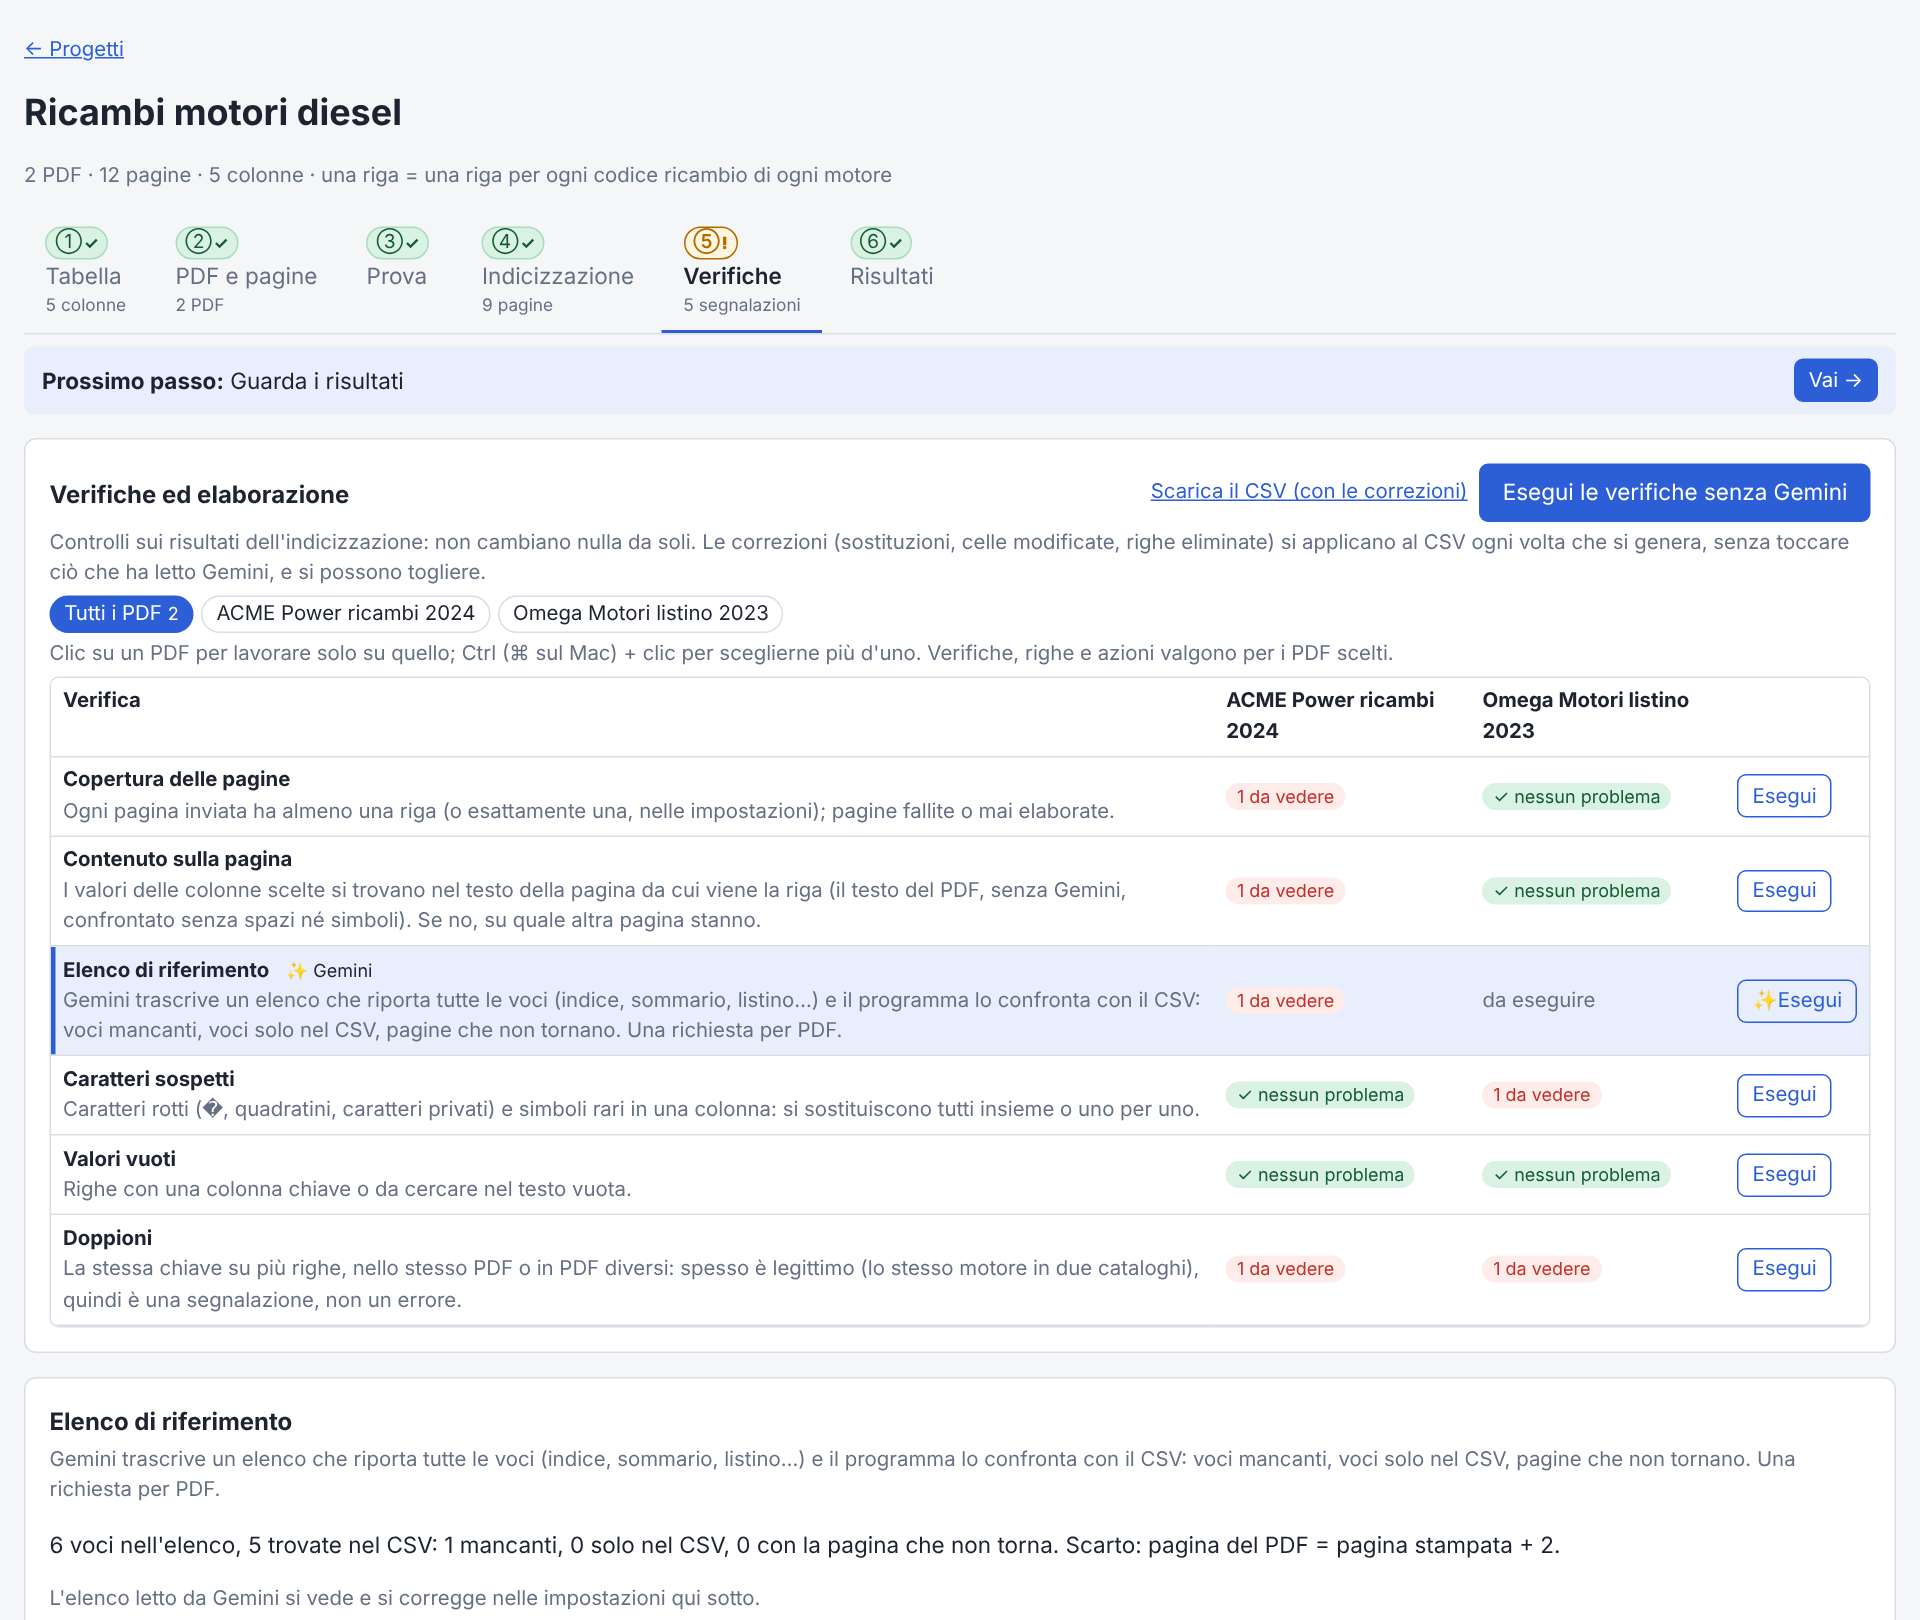 ← Progetti
Ricambi motori diesel
2 PDF · 12 pagine · 5 colonne · una riga = una riga per ogni codice ricambio di ogni motore
1 ✓ 2 ✓ 3 ✓ 4 ✓ 5 ! 6 ✓
Tabella PDF e pagine Prova Indicizzazione Verifiche Risultati
5 colonne 2 PDF 9 pagine 5 segnalazioni
Prossimo passo: Guarda i risultati Vai →
Verifiche ed elaborazione Scarica il CSV (con le correzioni) Esegui le verifiche senza Gemini
Controlli sui risultati dell'indicizzazione: non cambiano nulla da soli. Le correzioni (sostituzioni, celle modificate, righe eliminate) si applicano al CSV ogni volta che si genera, senza toccare
ciò che ha letto Gemini, e si possono togliere.
Tutti i PDF 2 ACME Power ricambi 2024 Omega Motori listino 2023
Clic su un PDF per lavorare solo su quello; Ctrl (⌘ sul Mac) + clic per sceglierne più d'uno. Verifiche, righe e azioni valgono per i PDF scelti.
Verifica ACME Power ricambi Omega Motori listino
2024 2023
Copertura delle pagine
Ogni pagina inviata ha almeno una riga (o esattamente una, nelle impostazioni); pagine fallite o mai elaborate. 1 da vedere ✓ nessun problema Esegui
Contenuto sulla pagina
I valori delle colonne scelte si trovano nel testo della pagina da cui viene la riga (il testo del PDF, senza Gemini, 1 da vedere ✓ nessun problema Esegui
confrontato senza spazi né simboli). Se no, su quale altra pagina stanno.
Elenco di riferimento ✨ Gemini
Gemini trascrive un elenco che riporta tutte le voci (indice, sommario, listino…) e il programma lo confronta con il CSV: 1 da vedere da eseguire ✨Esegui
voci mancanti, voci solo nel CSV, pagine che non tornano. Una richiesta per PDF.
Caratteri sospetti
Caratteri rotti (�, quadratini, caratteri privati) e simboli rari in una colonna: si sostituiscono tutti insieme o uno per uno. ✓ nessun problema 1 da vedere Esegui
Valori vuoti
Righe con una colonna chiave o da cercare nel testo vuota. ✓ nessun problema ✓ nessun problema Esegui
Doppioni
La stessa chiave su più righe, nello stesso PDF o in PDF diversi: spesso è legittimo (lo stesso motore in due cataloghi), 1 da vedere 1 da vedere Esegui
quindi è una segnalazione, non un errore.
Elenco di riferimento
Gemini trascrive un elenco che riporta tutte le voci (indice, sommario, listino…) e il programma lo confronta con il CSV: voci mancanti, voci solo nel CSV, pagine che non tornano. Una
richiesta per PDF.
6 voci nell'elenco, 5 trovate nel CSV: 1 mancanti, 0 solo nel CSV, 0 con la pagina che non torna. Scarto: pagina del PDF = pagina stampata + 2.
L'elenco letto da Gemini si vede e si corregge nelle impostazioni qui sotto.